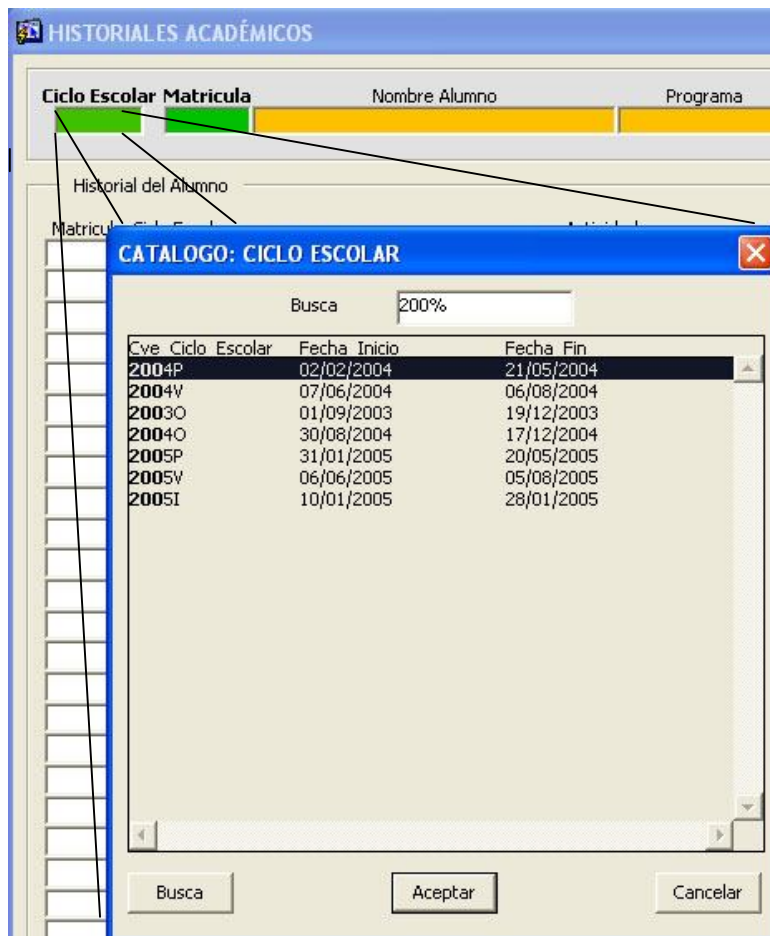 HISTORIALES ACADÉMICOS
Ciclo Escolar Matricula Nombre Alumno Programa
Historial del Alumno
CATALOGO: CICLO ESCOLAR
Busca 200%
Cve Ciclo Escolar Fecha Inicio Fecha Fin
2004P 02/02/2004 21/05/2004
2004V 07/06/2004 06/08/2004
2003O 01/09/2003 19/12/2003
2004O 30/08/2004 17/12/2004
2005P 31/01/2005 20/05/2005
2005V 06/06/2005 05/08/2005
2005I 10/01/2005 28/01/2005
Busca Aceptar Cancelar